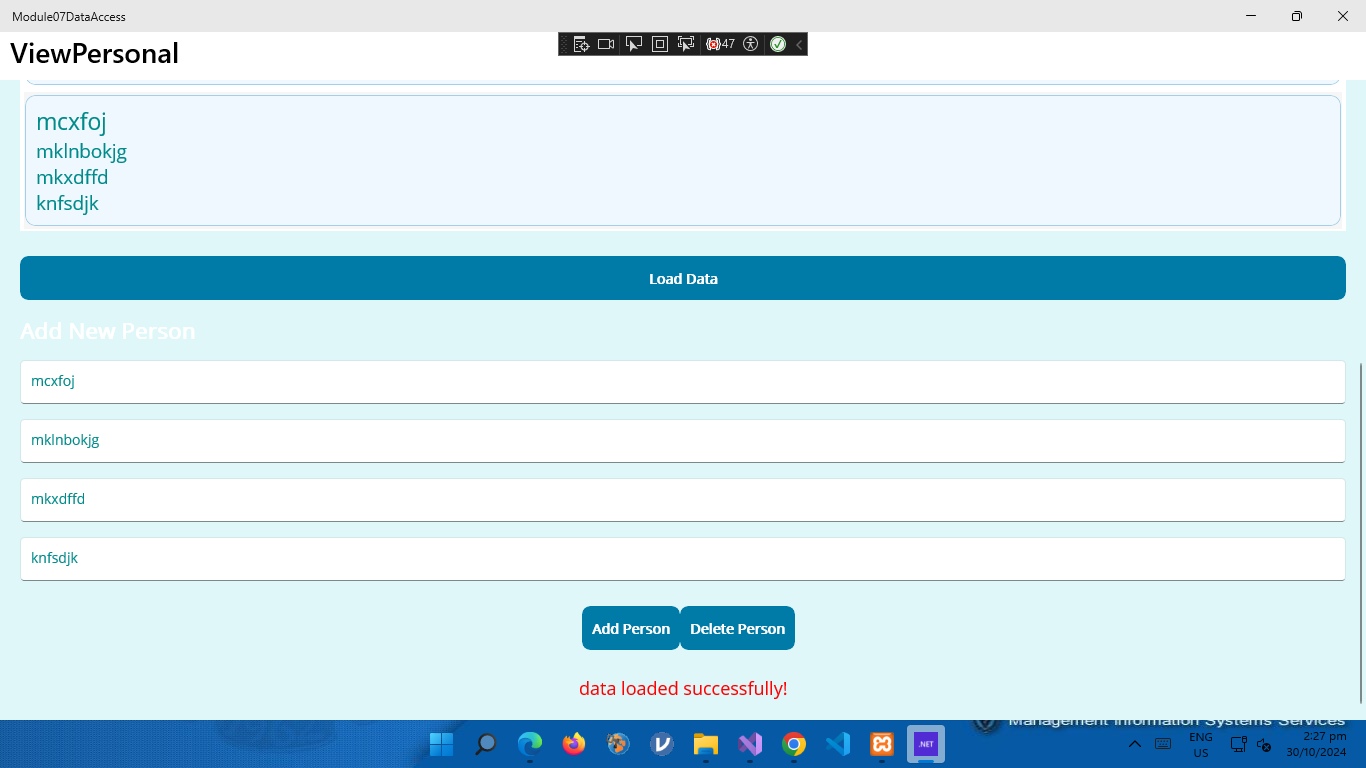 Module07DataAccess
ViewPersonal
47
mcxfoj
mklnbokjg
mkxdffd
knfsdjk
Load Data
Add New Person
mcxfoj
mklnbokjg
mkxdffd
knfsdjk
Add Person
Delete Person
data loaded successfully!
Management Information Systems Services
.NET
ENG
US
2:27 pm
30/10/2024